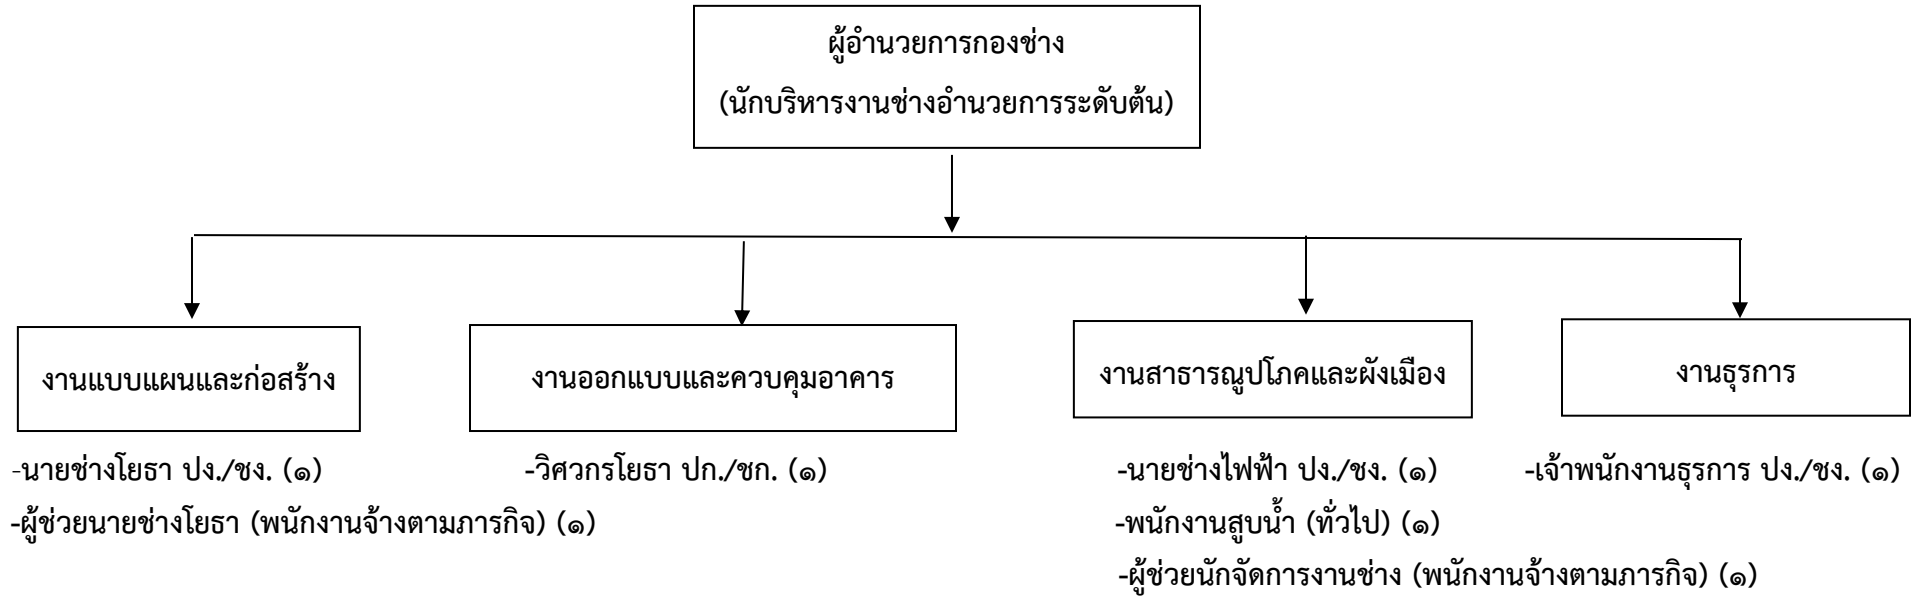 ผู้อำนวยการกองช่าง
(นักบริหารงานช่างอำนวยการระดับต้น)
งานแบบแผนและก่อสร้าง
-นายช่างโยธา ปง./ชง. (๑)
-ผู้ช่วยนายช่างโยธา (พนักงานจ้างตามภารกิจ) (๑)
งานออกแบบและควบคุมอาคาร
-วิศวกรโยธา ปก./ชก. (๑)
งานสาธารณูปโภคและผังเมือง
-นายช่างไฟฟ้า ปง./ชง. (๑)
-พนักงานสูบน้ำ (ทั่วไป) (๑)
-ผู้ช่วยนักจัดการงานช่าง (พนักงานจ้างตามภารกิจ) (๑)
งานธุรการ
-เจ้าพนักงานธุรการ ปง./ชง. (๑)